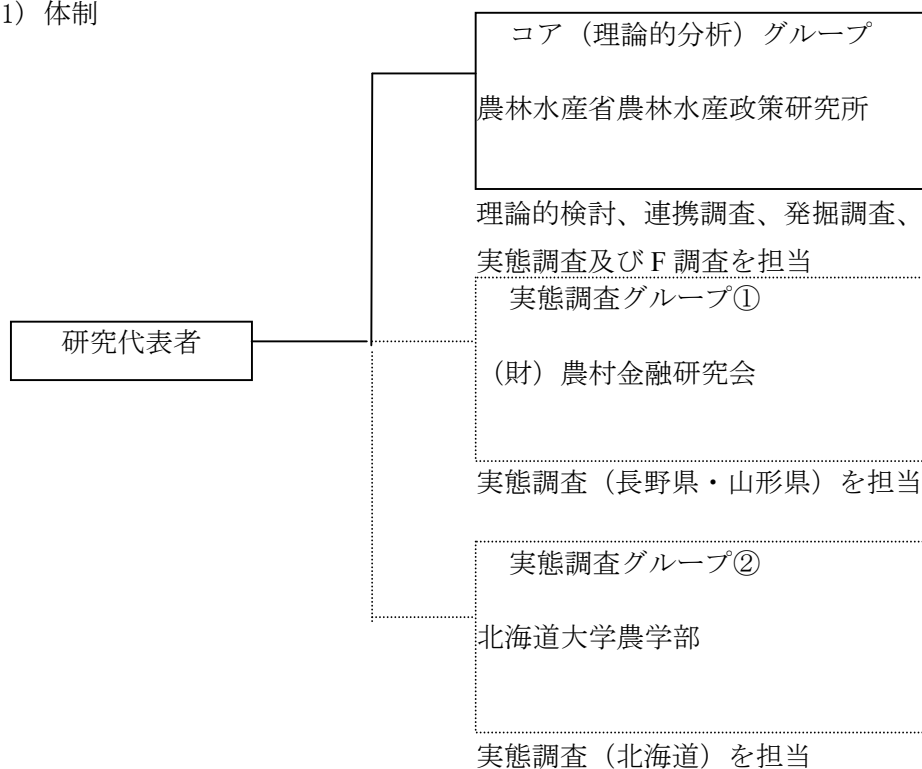 1）体制
コア（理論的分析）グループ
農林水産省農林水産政策研究所
理論的検討、連携調査、発掘調査、
実態調査及びF調査を担当
実態調査グループ①
研究代表者
（財）農村金融研究会
実態調査（長野県・山形県）を担当
実態調査グループ②
北海道大学農学部
実態調査（北海道）を担当